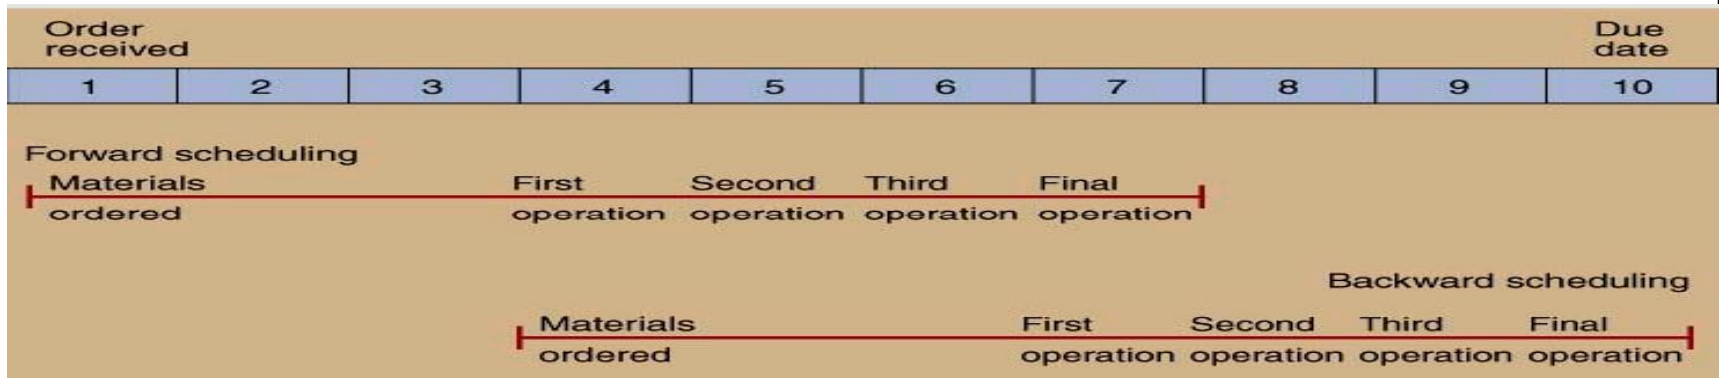 Order
received
Due
date
1 2 3 4 5 6 7 8 9 10
Forward scheduling
Materials First Second Third Final
ordered operation operation operation operation
Backward scheduling
Materials First Second Third Final
ordered operation operation operation operation